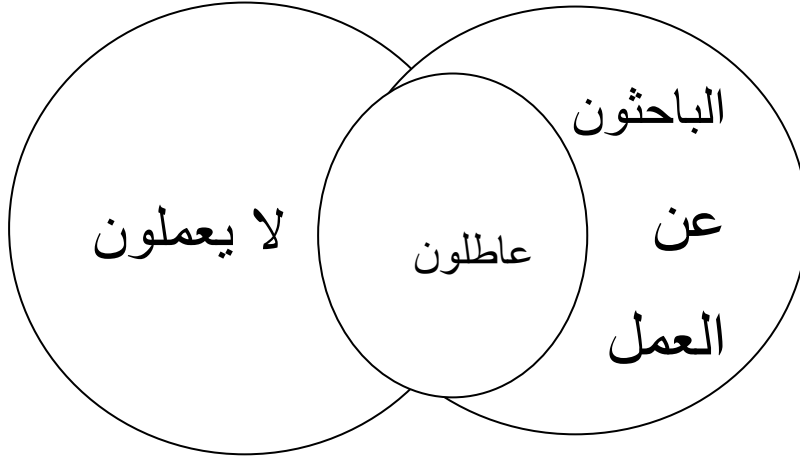 الباحثون
عن
العمل
عاطلون
لا يعملون